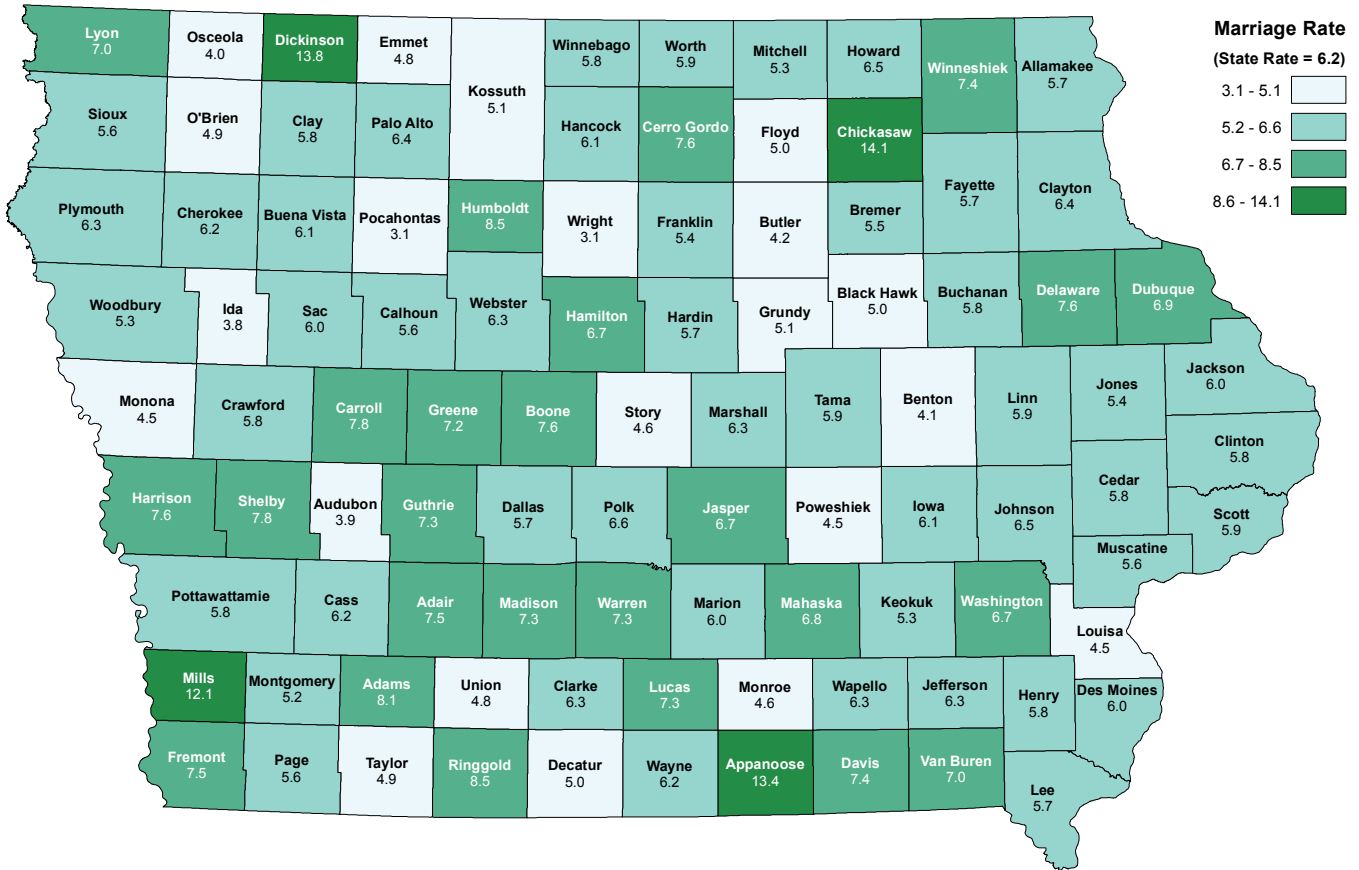 Marriage Rate
(State Rate = 6.2)
3.1 - 5.1
5.2 - 6.6
6.7 - 8.5
8.6 - 14.1
Lyon
7.0
Osceola
4.0
Dickinson
13.8
Emmet
4.8
Kossuth
5.1
Winnebago
5.8
Worth
5.9
Mitchell
5.3
Howard
6.5
Winneshiek
7.4
Allamakee
5.7
Sioux
5.6
O'Brien
4.9
Clay
5.8
Palo Alto
6.4
Hancock
6.1
Cerro Gordo
7.6
Floyd
5.0
Chickasaw
14.1
Plymouth
6.3
Cherokee
6.2
Buena Vista
6.1
Pocahontas
3.1
Humboldt
8.5
Wright
3.1
Franklin
5.4
Butler
4.2
Bremer
5.5
Fayette
5.7
Clayton
6.4
Woodbury
5.3
Ida
3.8
Sac
6.0
Calhoun
5.6
Webster
6.3
Hamilton
6.7
Hardin
5.7
Grundy
5.1
Black Hawk
5.0
Buchanan
5.8
Delaware
7.6
Dubuque
6.9
Monona
4.5
Crawford
5.8
Carroll
7.8
Greene
7.2
Boone
7.6
Story
4.6
Marshall
6.3
Tama
5.9
Benton
4.1
Linn
5.9
Jones
5.4
Jackson
6.0
Clinton
5.8
Harrison
7.6
Shelby
7.8
Audubon
3.9
Guthrie
7.3
Dallas
5.7
Polk
6.6
Jasper
6.7
Poweshiek
4.5
Iowa
6.1
Johnson
6.5
Cedar
5.8
Scott
5.9
Muscatine
5.6
Pottawattamie
5.8
Cass
6.2
Adair
7.5
Madison
7.3
Warren
7.3
Marion
6.0
Mahaska
6.8
Keokuk
5.3
Washington
6.7
Louisa
4.5
Mills
12.1
Montgomery
5.2
Adams
8.1
Union
4.8
Clarke
6.3
Lucas
7.3
Monroe
4.6
Wapello
6.3
Jefferson
6.3
Henry
5.8
Des Moines
6.0
Fremont
7.5
Page
5.6
Taylor
4.9
Ringgold
8.5
Decatur
5.0
Wayne
6.2
Appanoose
13.4
Davis
7.4
Van Buren
7.0
Lee
5.7